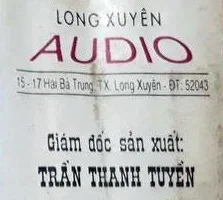 LONG XUYÊN
AUDIO
15 - 17 Hai Bà Trưng, TX. Long Xuyên - ĐT: 52043
Giám đốc sản xuất:
TRẦN THANH TUYỀN